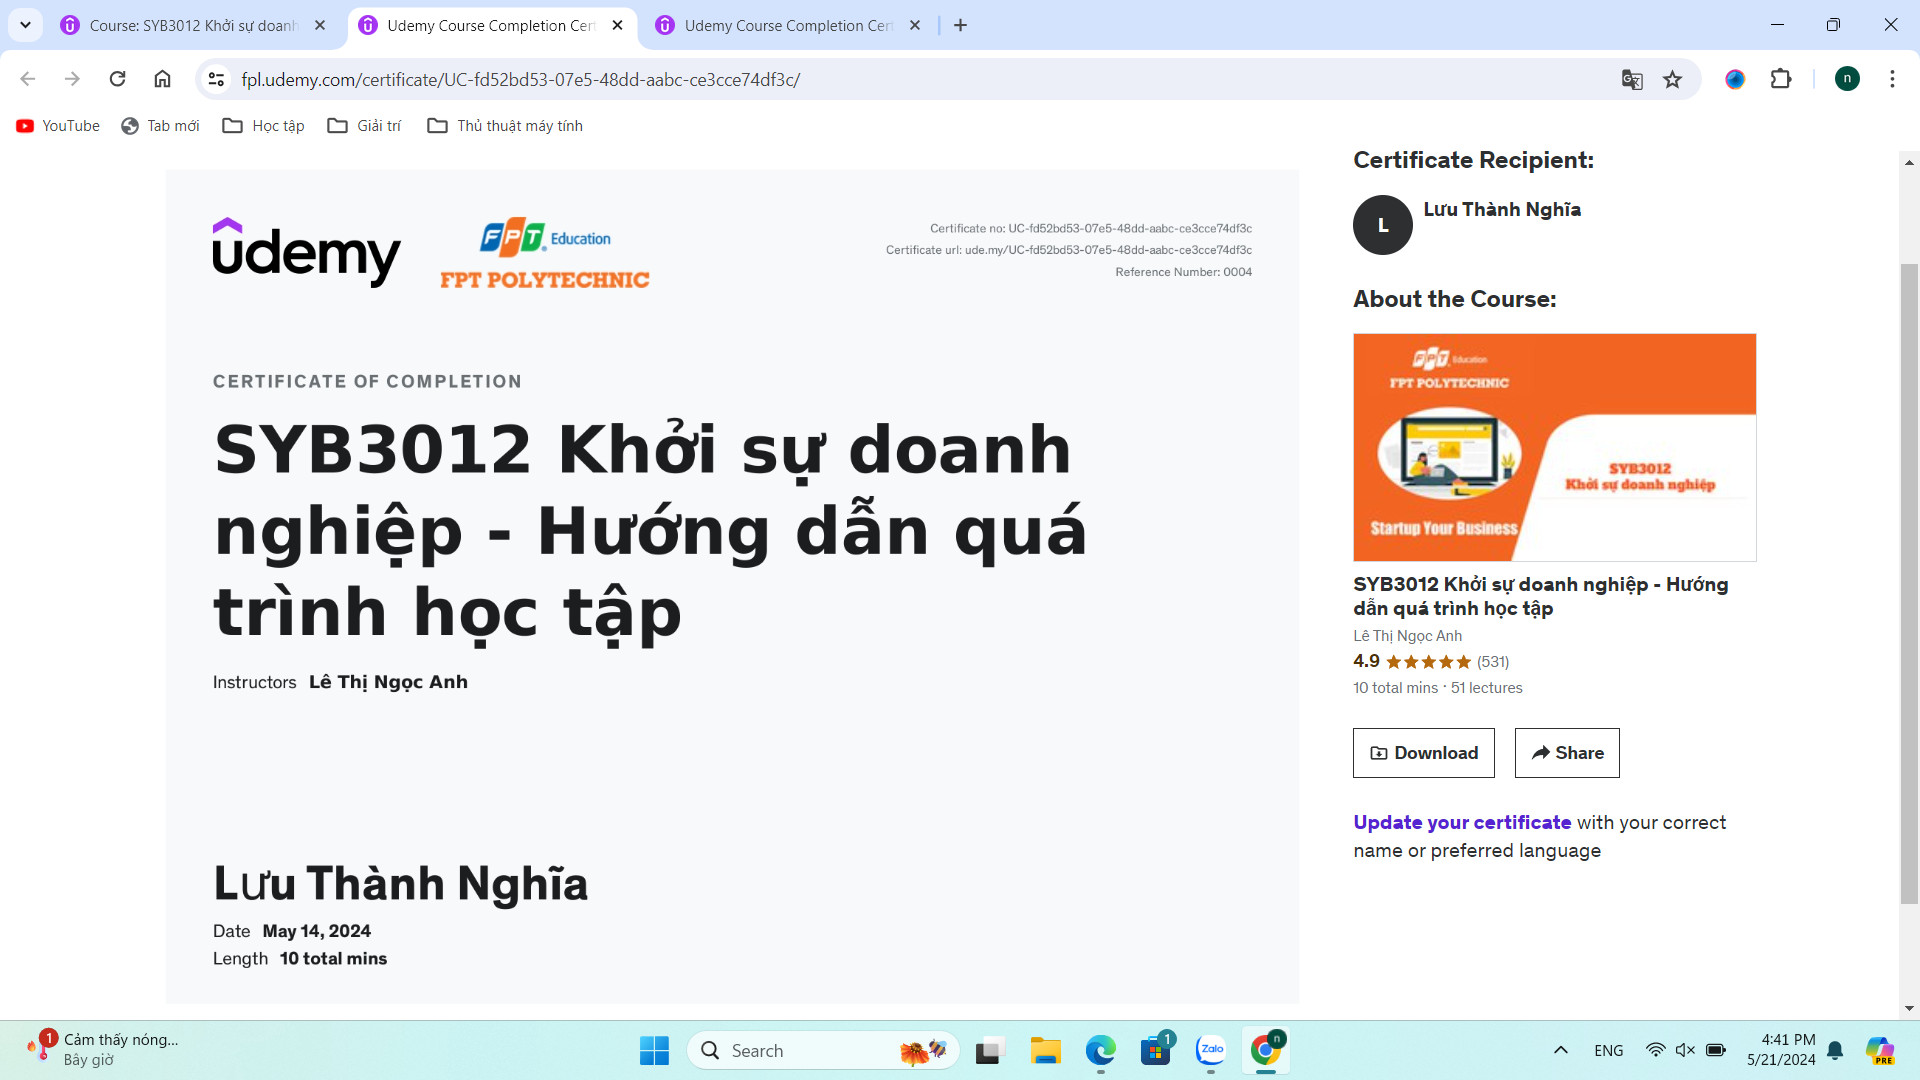 Course: SYB3012 Khởi sự doanh
Udemy Course Completion Cer
Udemy Course Completion Cer
fpl.udemy.com/certificate/UC-fd52bd53-07e5-48dd-aabc-ce3cce74df3c/
n
YouTube
Tab mới
Học tập
Giải trí
Thủ thuật máy tính
udemy
FPT Education
FPT POLYTECHNIC
Certificate no: UC-fd52bd53-07e5-48dd-aabc-ce3cce74df3c
Certificate url: ude.my/UC-fd52bd53-07e5-48dd-aabc-ce3cce74df3c
Reference Number: 0004
CERTIFICATE OF COMPLETION
SYB3012 Khởi sự doanh
nghiệp - Hướng dẫn quá
trình học tập
Instructors Lê Thị Ngọc Anh
Lưu Thành Nghĩa
Date May 14, 2024
Length 10 total mins
Certificate Recipient:
L
Lưu Thành Nghĩa
About the Course:
FPT Education
FPT POLYTECHNIC
SYB3012
Khởi sự doanh nghiệp
Startup Your Business
SYB3012 Khởi sự doanh nghiệp - Hướng
dẫn quá trình học tập
Lê Thị Ngọc Anh
4.9 (531)
10 total mins · 51 lectures
Download
Share
Update your certificate with your correct
name or preferred language
1
Cảm thấy nóng...
Bây giờ
Search
1
Zalo
n
ENG
4:41 PM
5/21/2024
PRE